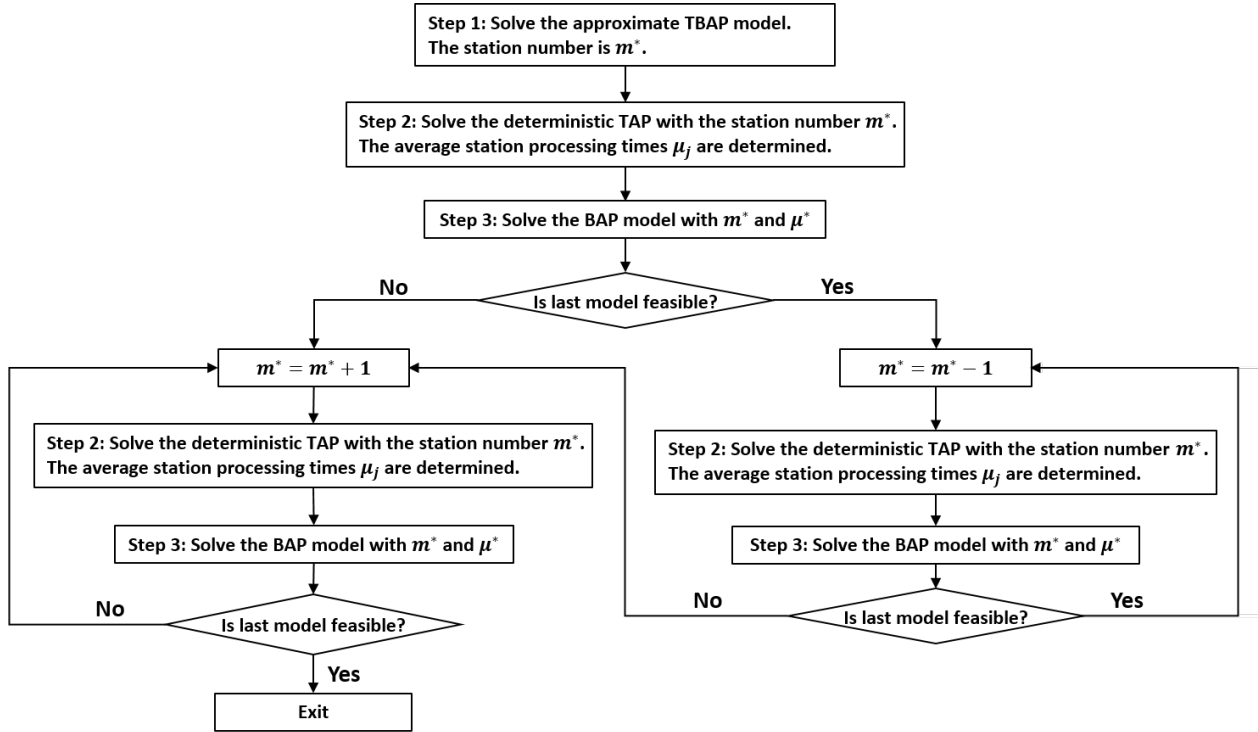 Step 1: Solve the approximate TBAP model.
The station number is m*.
Step 2: Solve the deterministic TAP with the station number m*.
The average station processing times μj are determined.
Step 3: Solve the BAP model with m* and μ*
Is last model feasible?
No
Yes
m* = m* + 1
m* = m* − 1
Step 2: Solve the deterministic TAP with the station number m*.
The average station processing times μj are determined.
Step 2: Solve the deterministic TAP with the station number m*.
The average station processing times μj are determined.
Step 3: Solve the BAP model with m* and μ*
Step 3: Solve the BAP model with m* and μ*
No
Is last model feasible?
No
Is last model feasible?
Yes
Yes
Exit